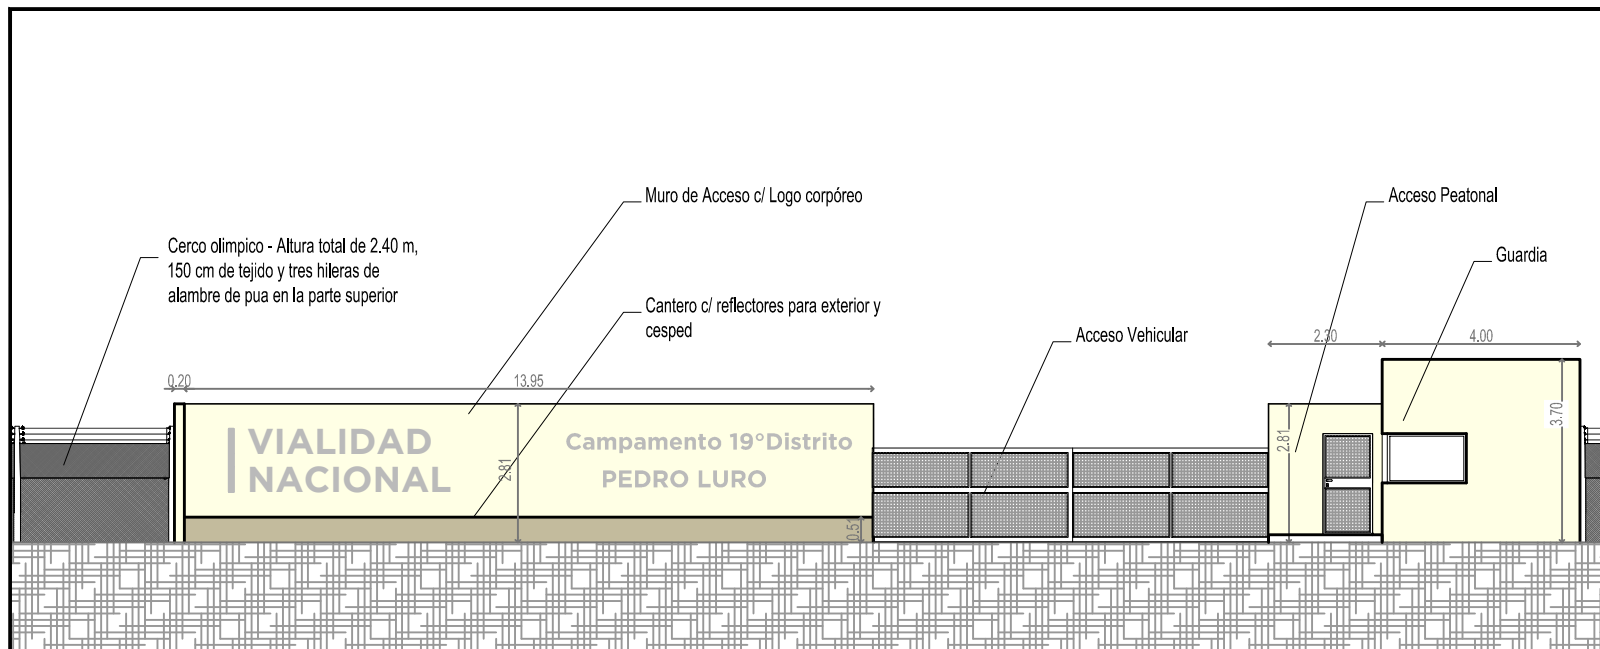 Muro de Acceso c/ Logo corpóreo
Acceso Peatonal
Cerco olimpico - Altura total de 2.40 m,
150 cm de tejido y tres hileras de
alambre de pua en la parte superior
Guardia
Cantero c/ reflectores para exterior y
cesped
Acceso Vehicular
2.30
4.00
0.20
13.95
VIALIDAD
NACIONAL
2.81
Campamento 19°Distrito
PEDRO LURO
0.51
2.81
3.70